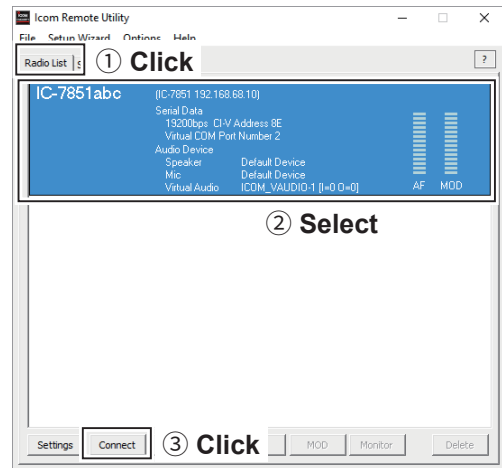 Icom Remote Utility
File Setup Wizard Options Help
Radio List
① Click
?
IC-7851abc (IC-7851 192.168.68.10)
Serial Data
19200bps CI-V Address 8E
Virtual COM Port Number 2
Audio Device
Speaker Default Device
Mic Default Device
Virtual Audio ICOM_VAUDIO-1 [I=0 O=0]
AF MOD
② Select
Settings Connect ③ Click MOD Monitor Delete